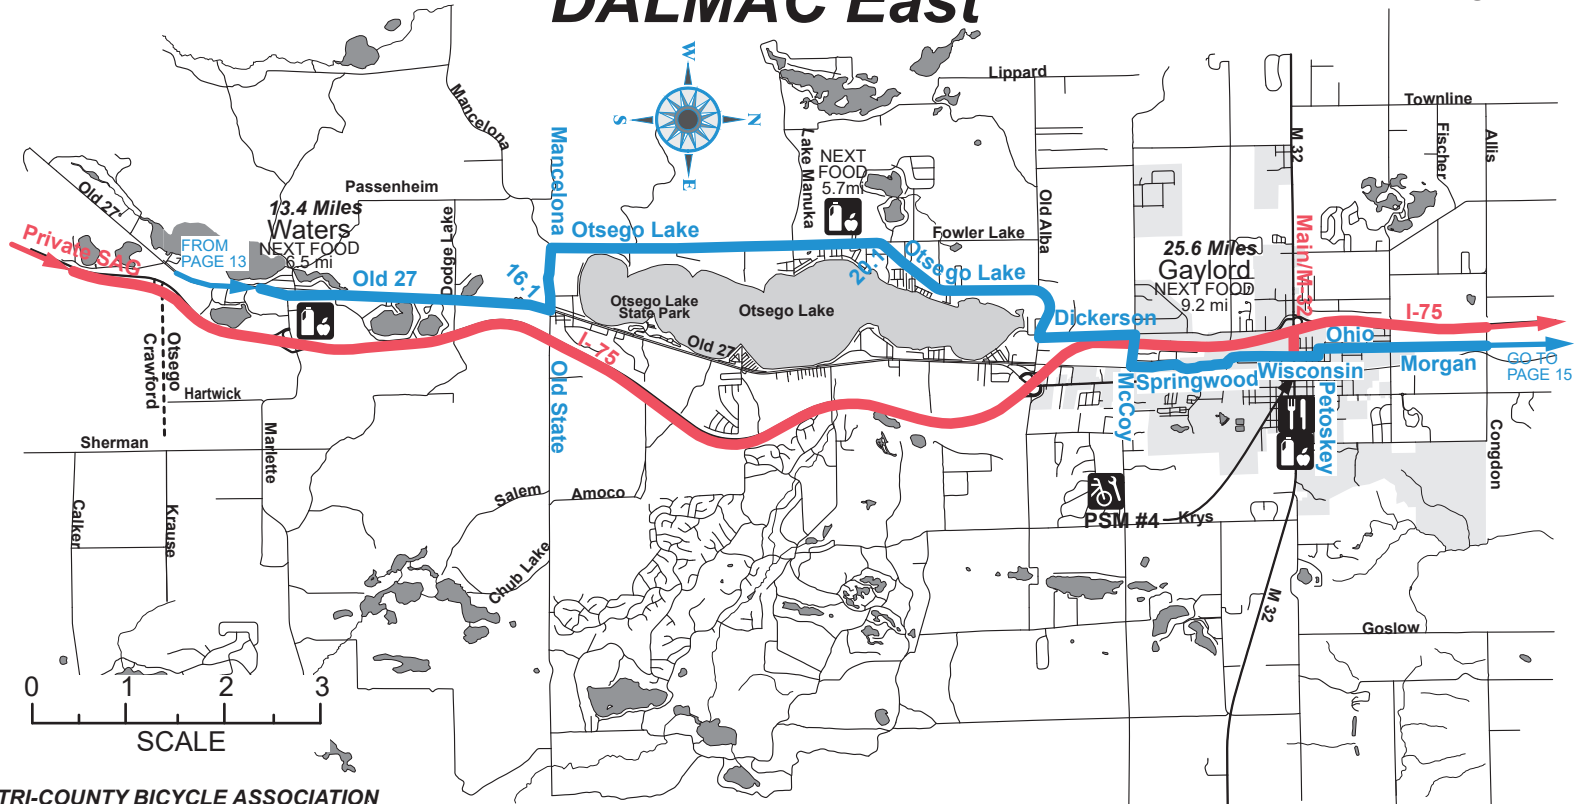 DALMAC East
W
N
S
E
Lippard
Townline
Mancelona
Fischer
Allis
M 32
Mancelona
Lake Manuka
NEXT
FOOD
5.7mi
Old 27
Passenheim
13.4 Miles
Waters
NEXT FOOD
6.5 mi
Dodge Lake
Otsego Lake
Fowler Lake
Old Alba
Private SAG
FROM
PAGE 13
Old 27
16.1
20.1
Otsego Lake
25.6 Miles
Gaylord
NEXT FOOD
9.2 mi
Main/M-32
I-75
Otsego Lake
State Park
Otsego Lake
Dickerson
Ohio
Otsego
Crawford
I-75
Old 27
Old State
McCoy
Springwood
Wisconsin
Morgan
GO TO
PAGE 15
Petoskey
Hartwick
Sherman
Marlette
Congdon
Calker
Krause
Salem
Amoco
PSM #4
Krys
Chub Lake
M 32
Goslow
0 1 2 3
SCALE
TRI-COUNTY BICYCLE ASSOCIATION